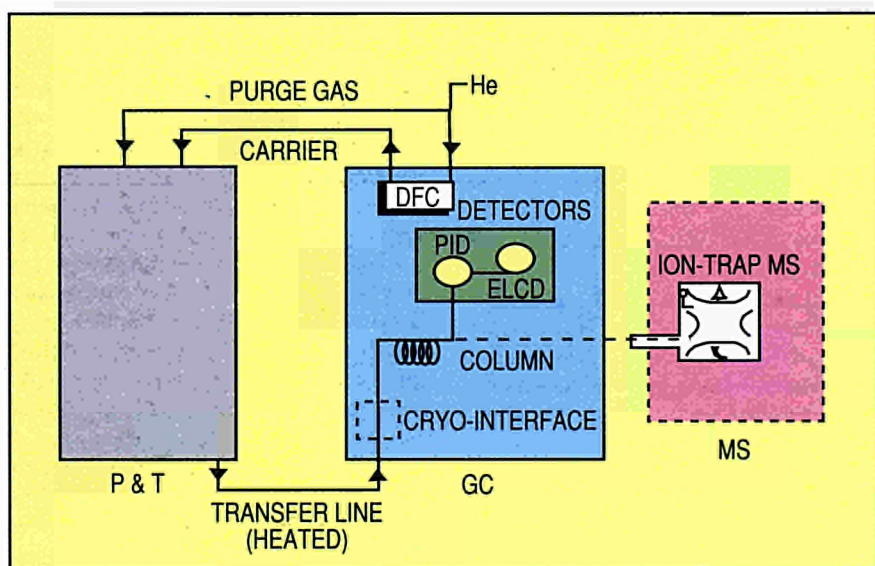 He
PURGE GAS
CARRIER
DFC
DETECTORS
PID
ELCD
ION-TRAP MS
COLUMN
CRYO-INTERFACE
MS
P & T
GC
TRANSFER LINE
(HEATED)